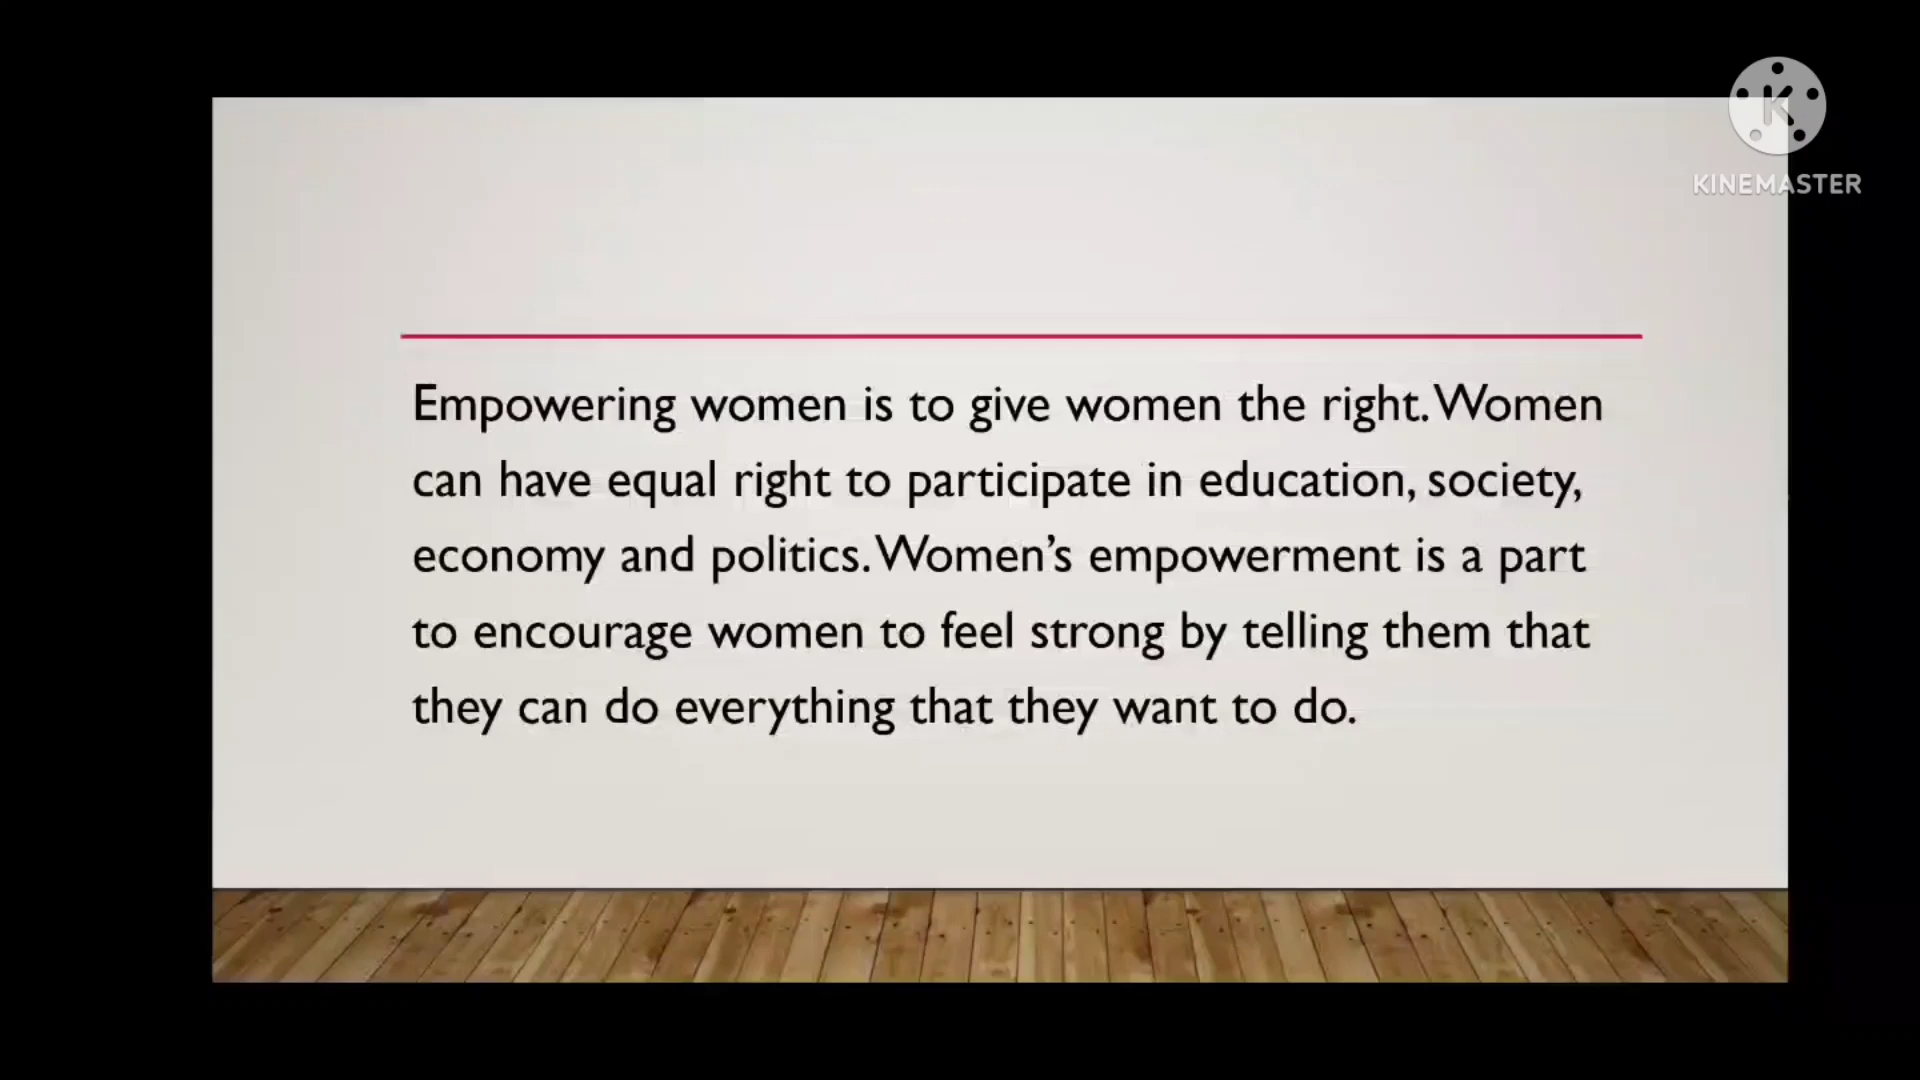 KINEMASTER
Empowering women is to give women the right. Women
can have equal right to participate in education, society,
economy and politics. Women’s empowerment is a part
to encourage women to feel strong by telling them that
they can do everything that they want to do.